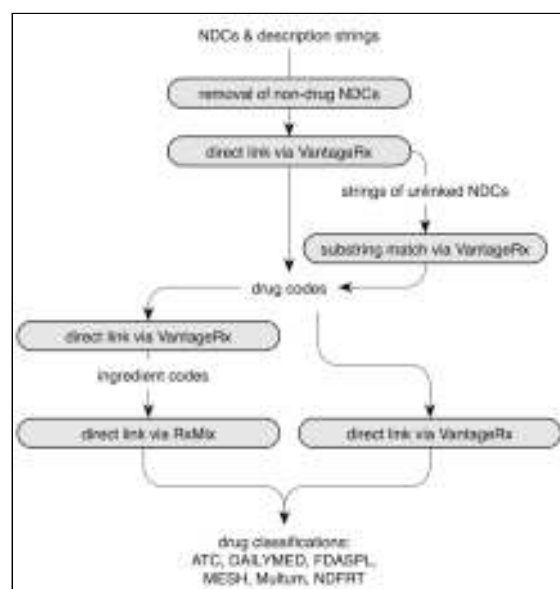 NDCs & description strings
removal of non-drug NDCs
direct link via VantageRx
strings of unlinked NDCs
substring match via VantageRx
drug codes
direct link via VantageRx
ingredient codes
direct link via RxMix
direct link via VantageRx
drug classifications:
ATC, DAILYMED, FDASPL,
MESH, Multum, NDFRT